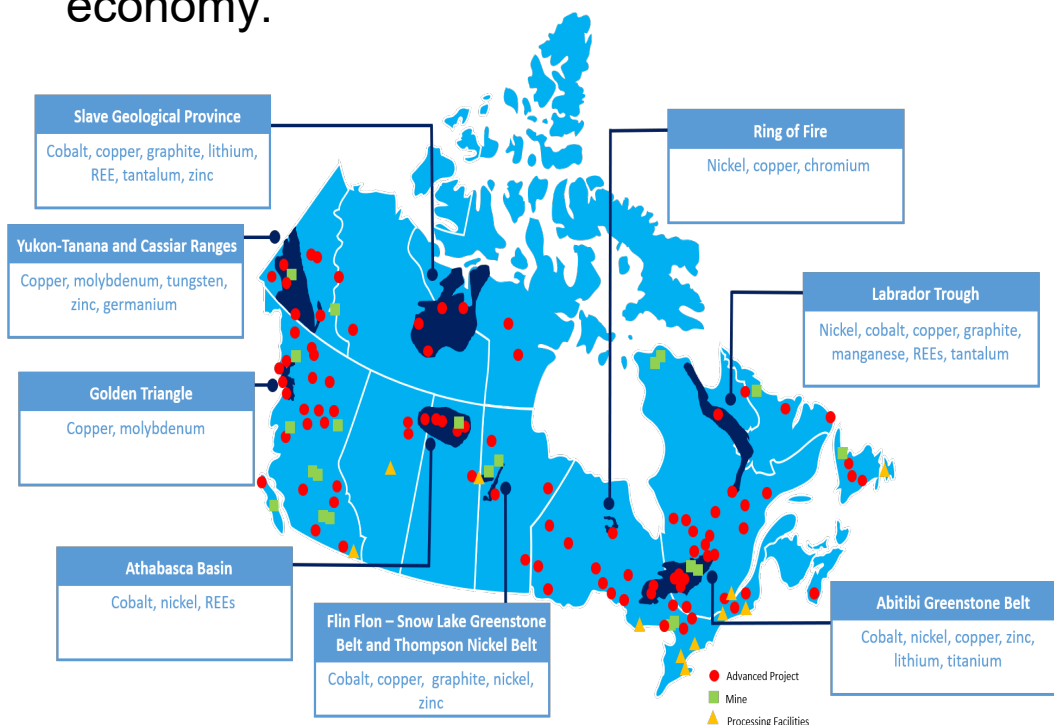 economy.
Slave Geological Province
Cobalt, copper, graphite, lithium,
REE, tantalum, zinc
Ring of Fire
Nickel, copper, chromium
Yukon-Tanana and Cassiar Ranges
Copper, molybdenum, tungsten,
zinc, germanium
Labrador Trough
Nickel, cobalt, copper, graphite,
manganese, REEs, tantalum
Golden Triangle
Copper, molybdenum
Athabasca Basin
Cobalt, nickel, REEs
Flin Flon – Snow Lake Greenstone
Belt and Thompson Nickel Belt
Cobalt, copper, graphite, nickel,
zinc
Abitibi Greenstone Belt
Cobalt, nickel, copper, zinc,
lithium, titanium
Advanced Project
Mine
Processing Facilities